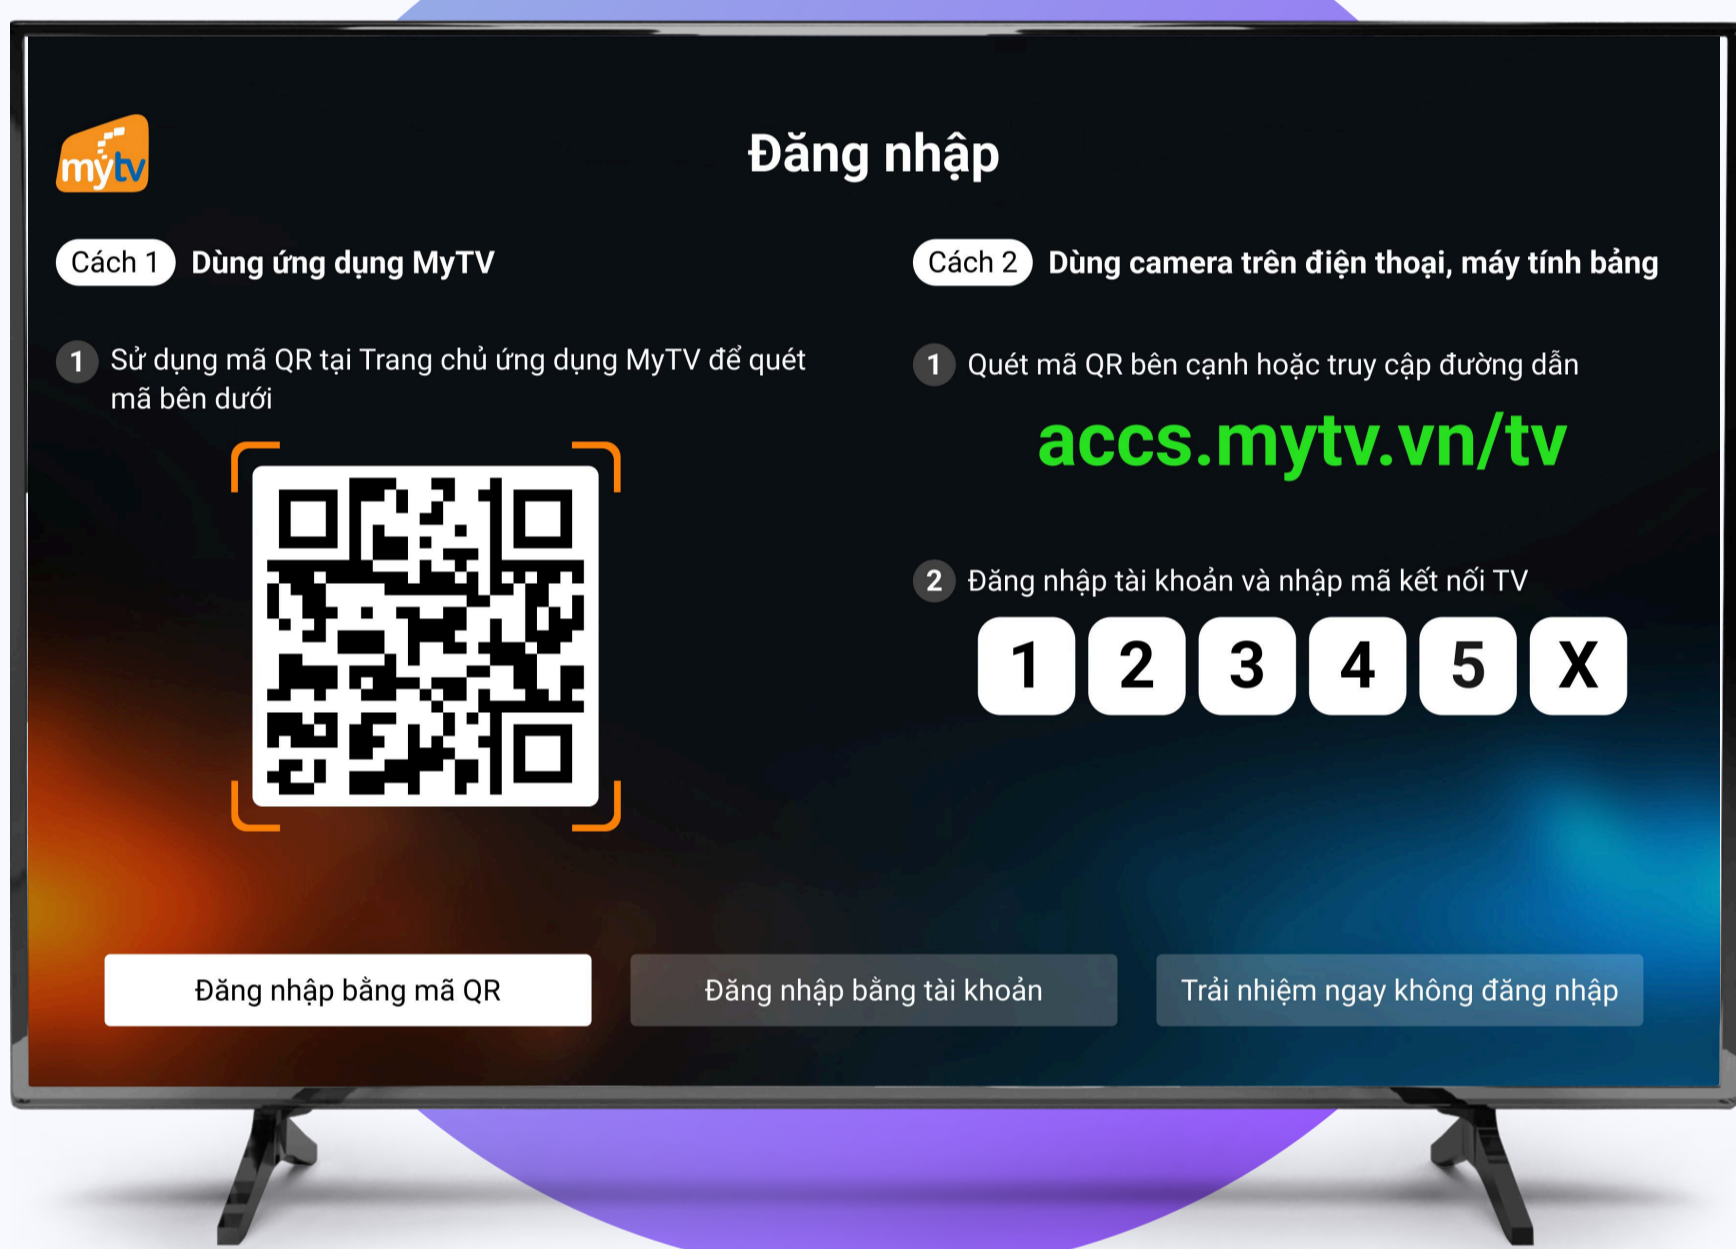 mytv
Đăng nhập
Cách 1 Dùng ứng dụng MyTV
1 Sử dụng mã QR tại Trang chủ ứng dụng MyTV để quét
mã bên dưới
Cách 2 Dùng camera trên điện thoại, máy tính bảng
1 Quét mã QR bên cạnh hoặc truy cập đường dẫn
accs.mytv.vn/tv
2 Đăng nhập tài khoản và nhập mã kết nối TV
1 2 3 4 5 X
Đăng nhập bằng mã QR
Đăng nhập bằng tài khoản
Trải nhiệm ngay không đăng nhập